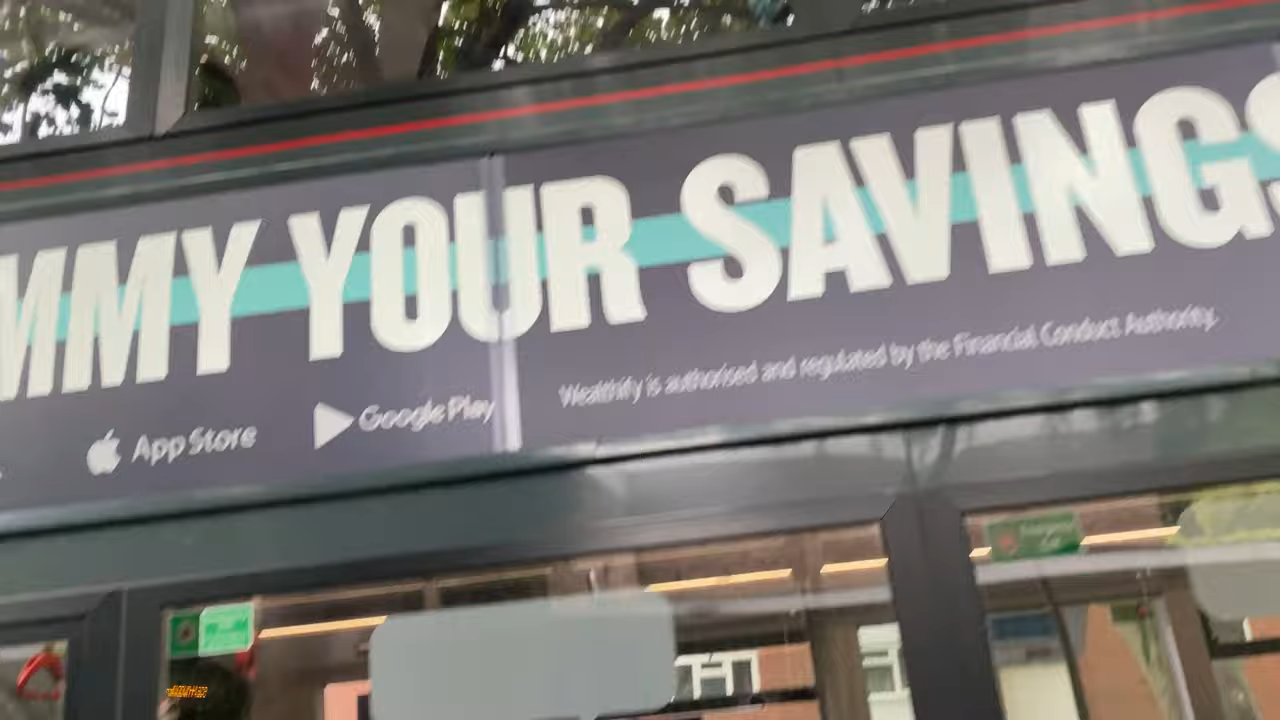 MMY YOUR SAVINGS
App Store
Google Play
Wealthify is authorised and regulated by the Financial Conduct Authority.